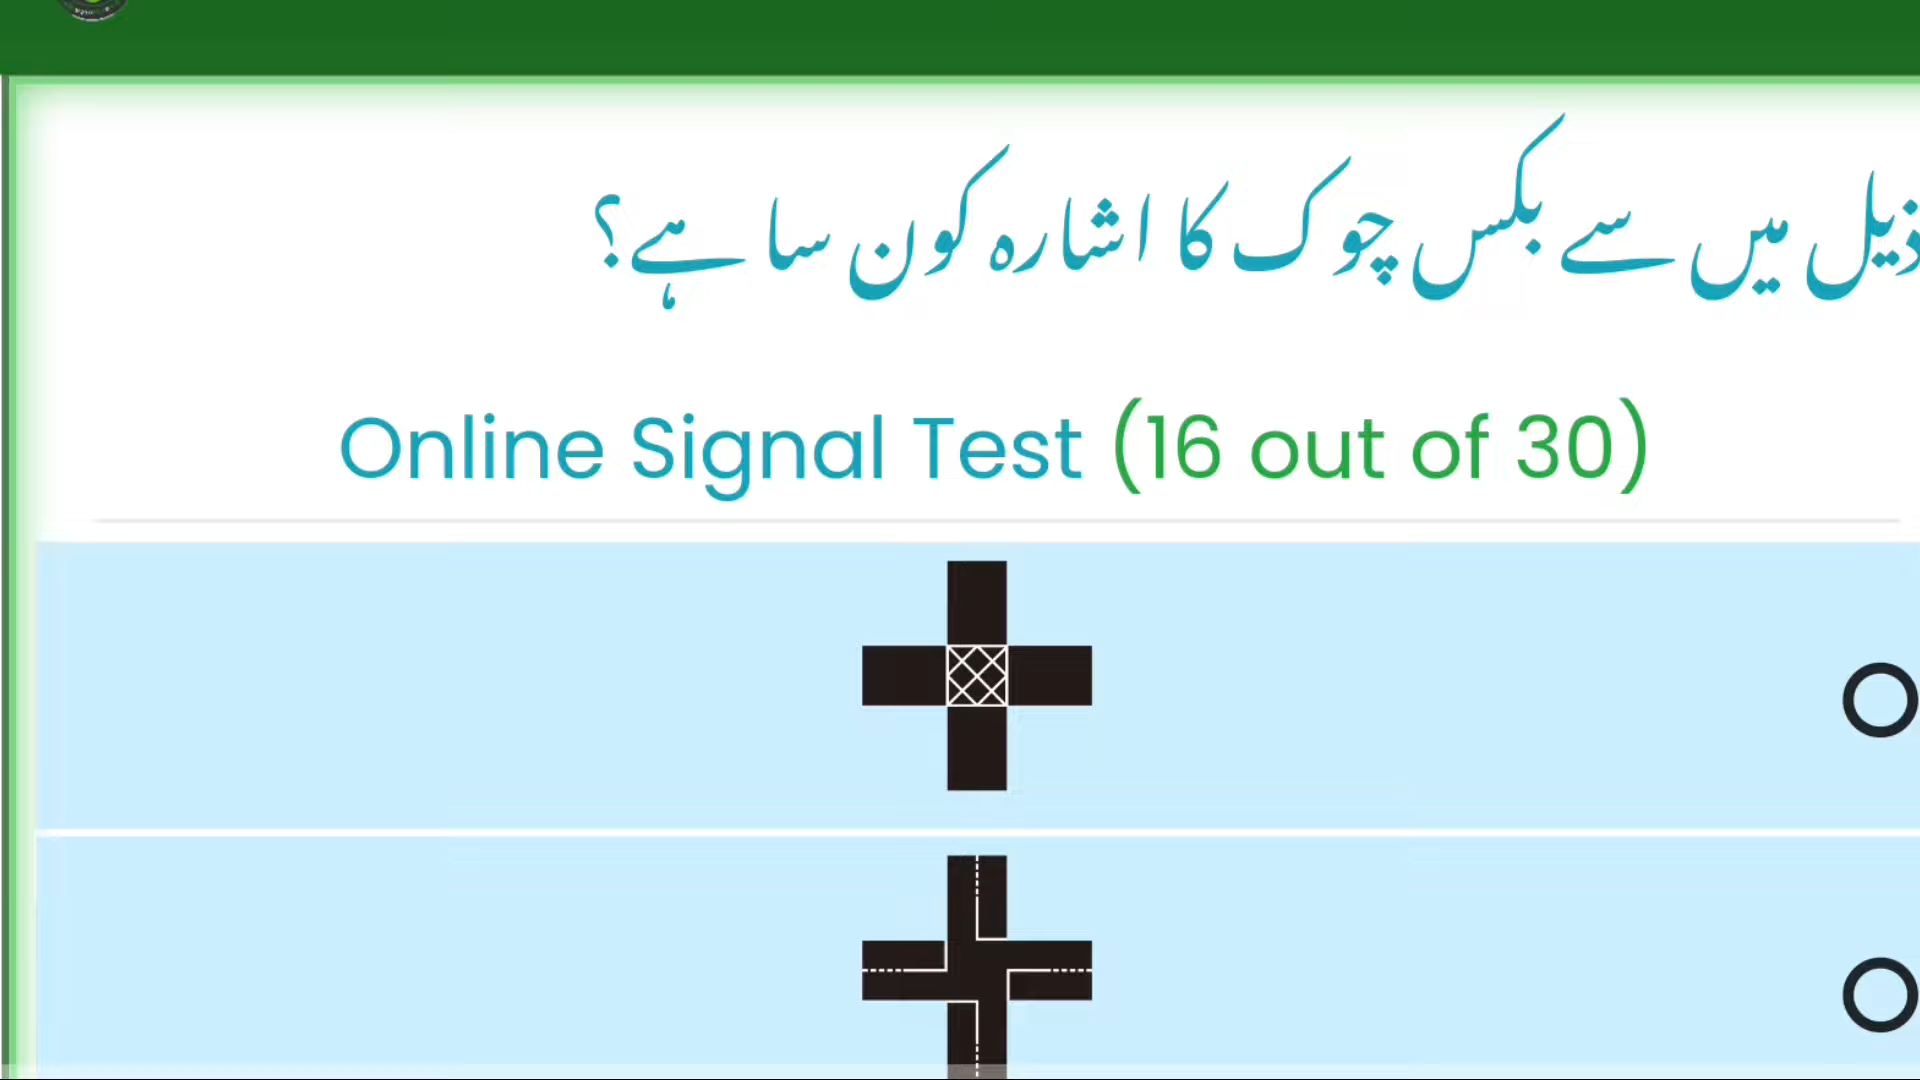 ذیل میں سے بکس چوک کا اشارہ کون سا ہے؟
Online Signal Test (16 out of 30)